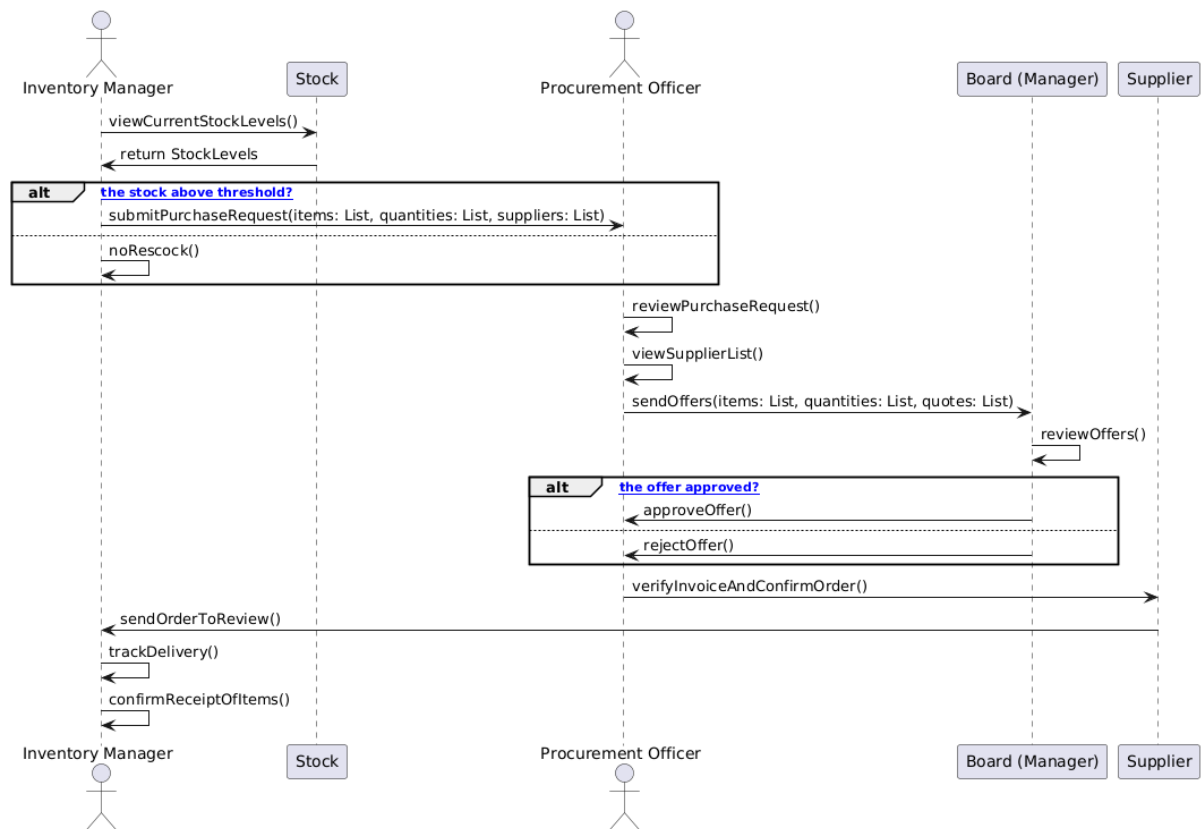 Inventory Manager
Stock
Procurement Officer
Board (Manager)
Supplier
viewCurrentStockLevels()
return StockLevels
alt
the stock above threshold?
submitPurchaseRequest(items: List, quantities: List, suppliers: List)
noRescock()
reviewPurchaseRequest()
viewSupplierList()
sendOffers(items: List, quantities: List, quotes: List)
reviewOffers()
alt
the offer approved?
approveOffer()
rejectOffer()
verifyInvoiceAndConfirmOrder()
sendOrderToReview()
trackDelivery()
confirmReceiptOfItems()
Inventory Manager
Stock
Procurement Officer
Board (Manager)
Supplier